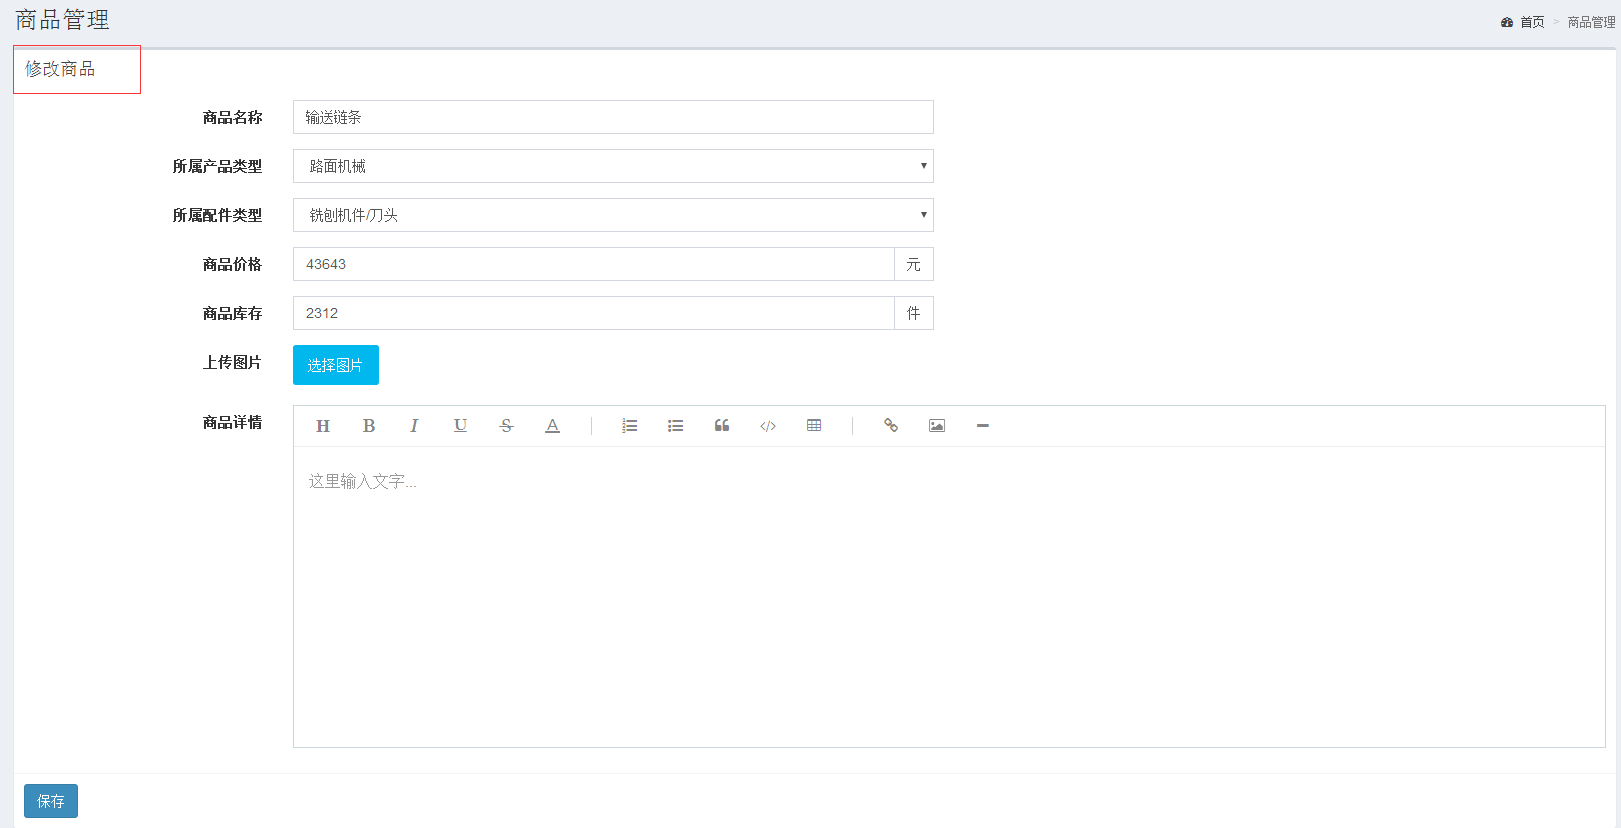 商品管理
首页 > 商品管理
修改商品
商品名称 输送链条
所属产品类型 路面机械
所属配件类型 铣刨机件/刀头
商品价格 43643 元
商品库存 2312 件
上传图片 选择图片
商品详情 H B I U S A
这里输入文字...
保存